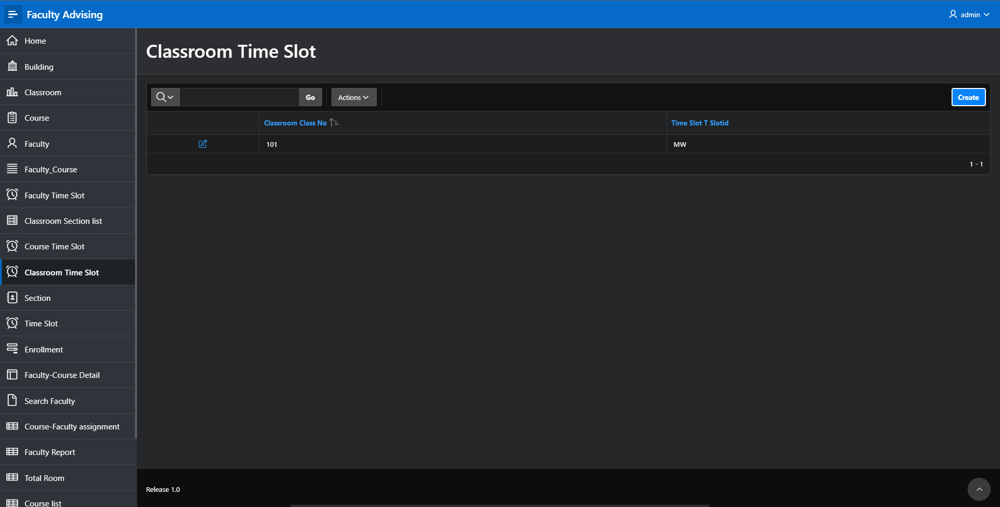 Faculty Advising
admin
Home
Building
Classroom
Course
Faculty
Faculty_Course
Faculty Time Slot
Classroom Section list
Course Time Slot
Classroom Time Slot
Section
Time Slot
Enrollment
Faculty-Course Detail
Search Faculty
Course-Faculty assignment
Faculty Report
Total Room
Course list
Classroom Time Slot
Go
Actions
Create
Classroom Class No
Time Slot T Slotid
101
MW
1 - 1
Release 1.0